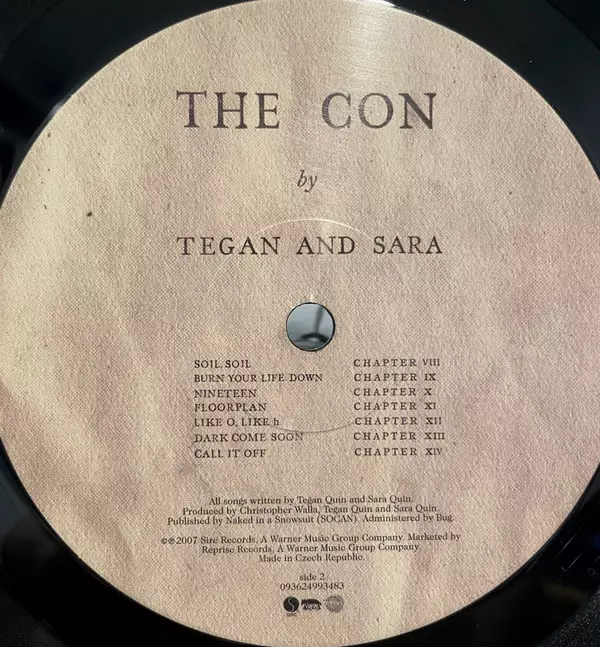 THE CON
by
TEGAN AND SARA
SOIL, SOIL CHAPTER VIII
BURN YOUR LIFE DOWN CHAPTER IX
NINETEEN CHAPTER X
FLOORPLAN CHAPTER XI
LIKE O, LIKE h CHAPTER XII
DARK COME SOON CHAPTER XIII
CALL IT OFF CHAPTER XIV
All songs written by Tegan Quin and Sara Quin.
Produced by Christopher Walla, Tegan Quin and Sara Quin.
Published by Naked in a Snowsuit (SOCAN). Administered by Bug.
©℗2007 Sire Records, A Warner Music Group Company. Marketed by
Reprise Records, A Warner Music Group Company.
Made in Czech Republic.
side 2
093624993483